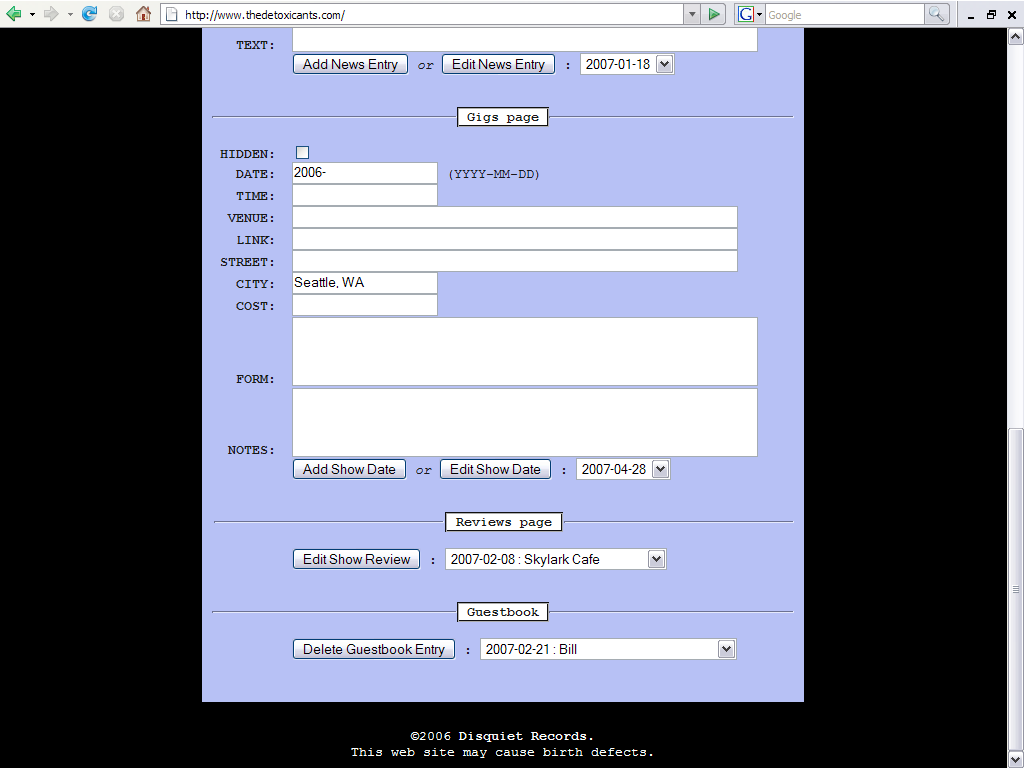 http://www.thedetoxicants.com/
G Google
TEXT:
Add News Entry or Edit News Entry : 2007-01-18
Gigs page
HIDDEN:
DATE: 2006- (YYYY-MM-DD)
TIME:
VENUE:
LINK:
STREET:
CITY: Seattle, WA
COST:
FORM:
NOTES:
Add Show Date or Edit Show Date : 2007-04-28
Reviews page
Edit Show Review : 2007-02-08 : Skylark Cafe
Guestbook
Delete Guestbook Entry : 2007-02-21 : Bill
©2006 Disquiet Records.
This web site may cause birth defects.